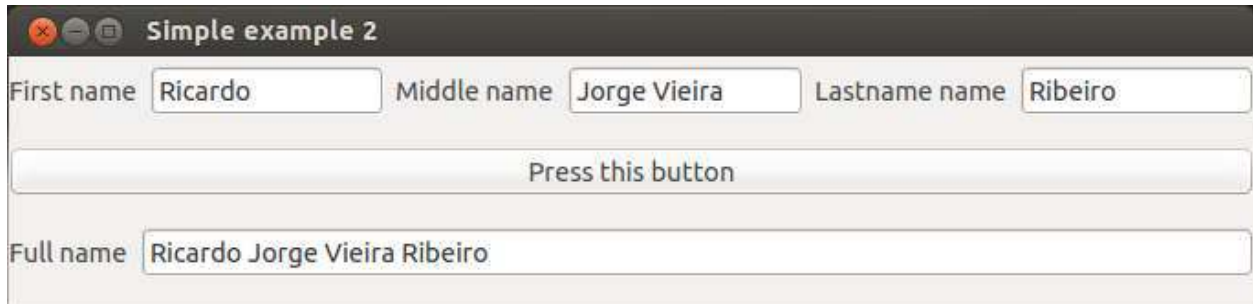 Simple example 2
First name Ricardo Middle name Jorge Vieira Lastname name Ribeiro
Press this button
Full name Ricardo Jorge Vieira Ribeiro